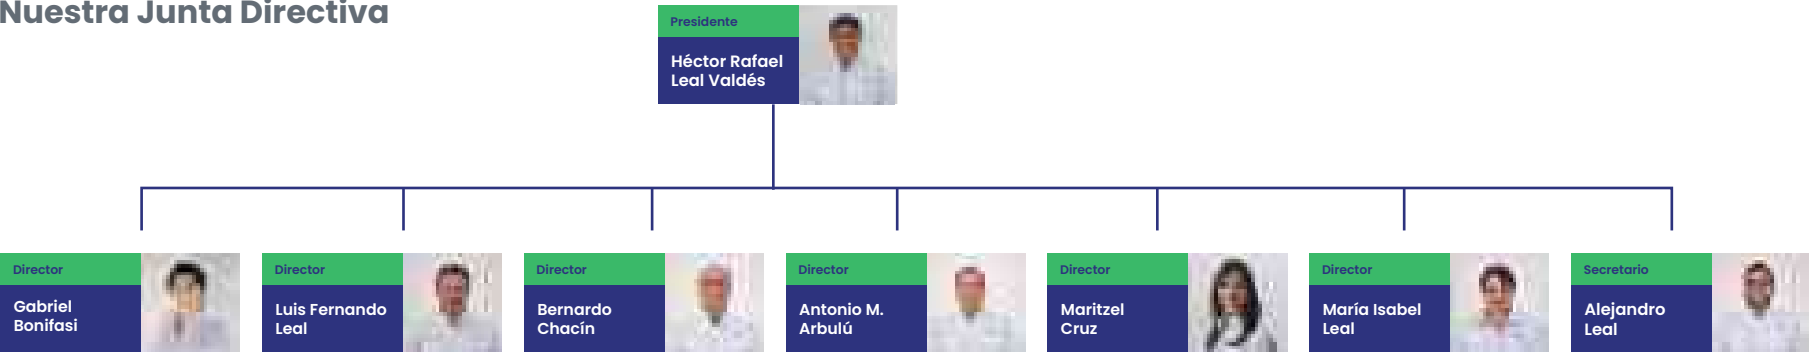 Nuestra Junta Directiva
Presidente
Héctor Rafael
Leal Valdés
Director
Gabriel
Bonifasi
Director
Luis Fernando
Leal
Director
Bernardo
Chacín
Director
Antonio M.
Arbulú
Director
Maritzel
Cruz
Director
María Isabel
Leal
Secretario
Alejandro
Leal